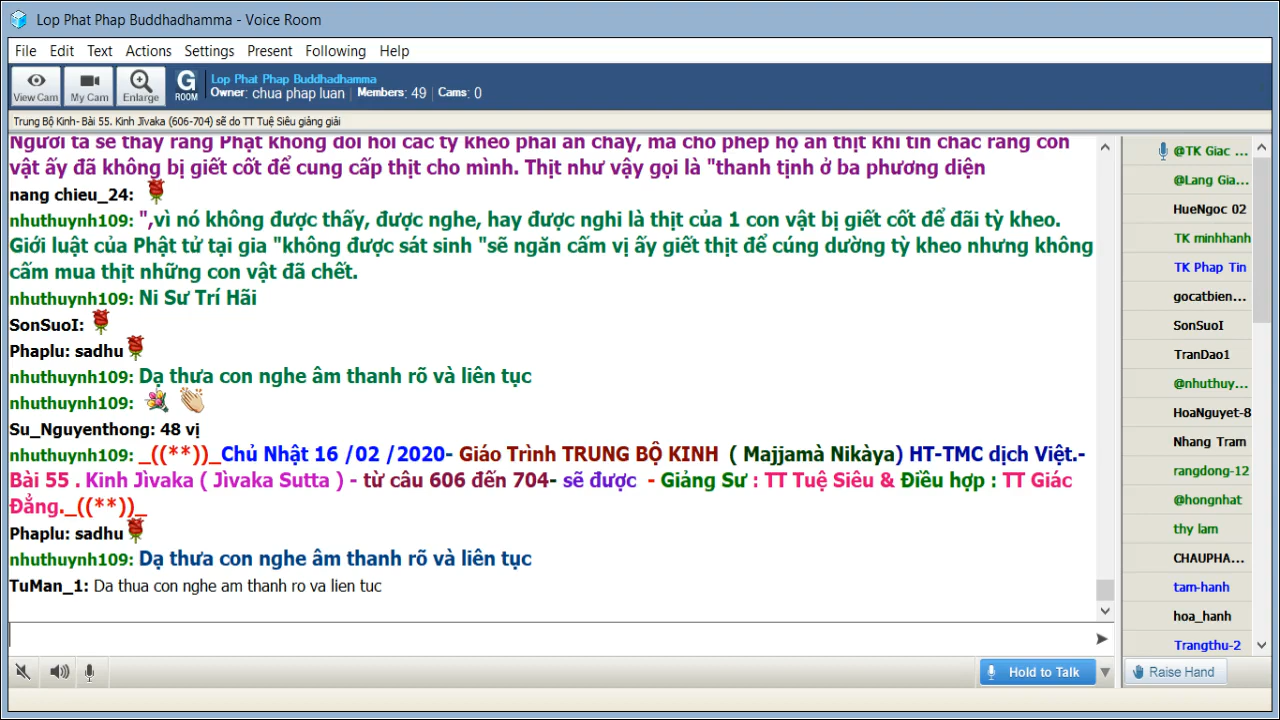 Lop Phat Phap Buddhadhamma - Voice Room
File Edit Text Actions Settings Present Following Help
View Cam My Cam Enlarge G ROOM
Lop Phat Phap Buddhadhamma
Owner: chua phap luan | Members: 49 | Cams: 0
Trung Bộ Kinh- Bài 55. Kinh Jìvaka (606-704) sẽ do TT Tuệ Siêu giảng giải
Người ta sẽ thấy rằng Phật không đòi hỏi các tỳ kheo phải ăn chay, mà cho phép họ ăn thịt khi tin chắc rằng con
vật ấy đã không bị giết cốt để cung cấp thịt cho mình. Thịt như vậy gọi là "thanh tịnh ở ba phương diện
nang chieu_24:
nhuthuynh109: ",vì nó không được thấy, được nghe, hay được nghi là thịt của 1 con vật bị giết cốt để đãi tỳ kheo.
Giới luật của Phật tử tại gia "không được sát sinh "sẽ ngăn cấm vị ấy giết thịt để cúng dường tỳ kheo nhưng không
cấm mua thịt những con vật đã chết.
nhuthuynh109: Ni Sư Trí Hãi
SonSuoI:
Phaplu: sadhu
nhuthuynh109: Dạ thưa con nghe âm thanh rõ và liên tục
nhuthuynh109:
Su_Nguyenthong: 48 vị
nhuthuynh109: _((**))_Chủ Nhật 16 /02 /2020- Giáo Trình TRUNG BỘ KINH ( Majjamà Nikàya) HT-TMC dịch Việt.-
Bài 55 . Kinh Jìvaka ( Jìvaka Sutta ) - từ câu 606 đến 704- sẽ được - Giảng Sư : TT Tuệ Siêu & Điều hợp : TT Giác
Đẳng._((**))_
Phaplu: sadhu
nhuthuynh109: Dạ thưa con nghe âm thanh rõ và liên tục
TuMan_1: Da thua con nghe am thanh ro va lien tuc
@TK Giac ...
@Lang Gia...
HueNgoc 02
TK minhhanh
TK Phap Tin
gocatbien...
SonSuoI
TranDao1
@nhuthuy...
HoaNguyet-8
Nhang Tram
rangdong-12
@hongnhat
thy lam
CHAUPHA...
tam-hanh
hoa_hanh
Trangthu-2
Hold to Talk
Raise Hand